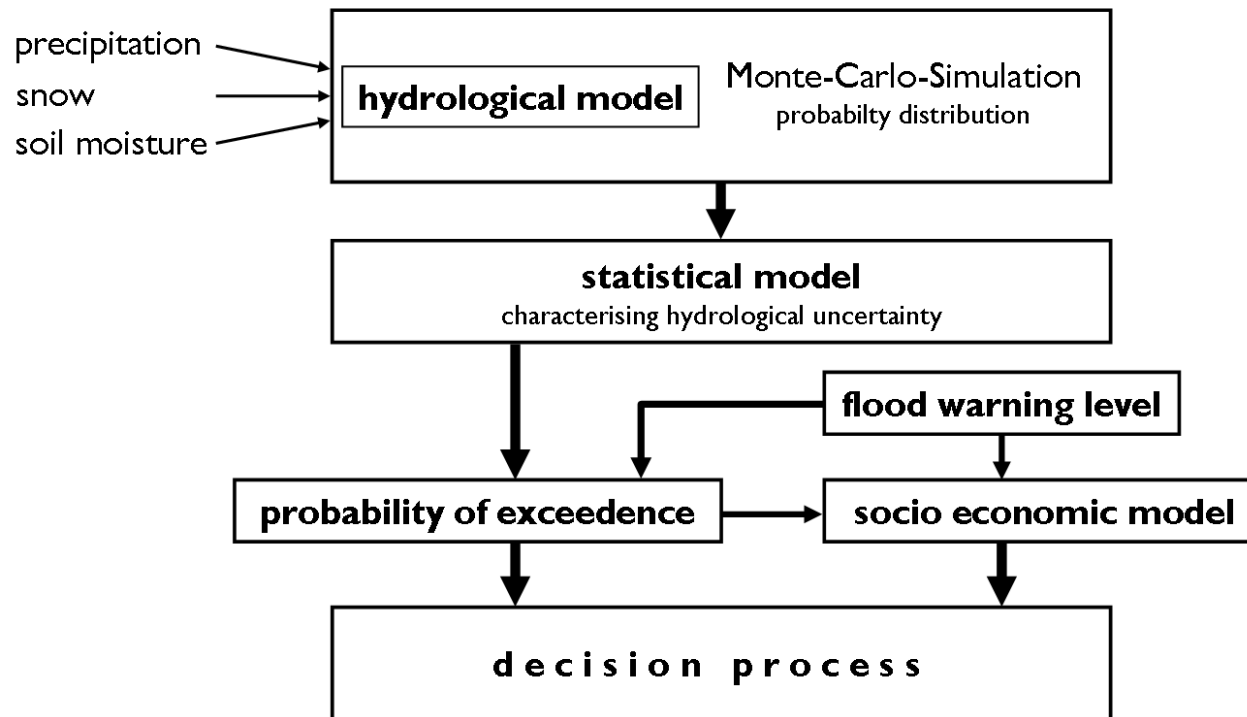 precipitation
snow
soil moisture
hydrological model
Monte-Carlo-Simulation
probabilty distribution
statistical model
characterising hydrological uncertainty
flood warning level
probability of exceedence
socio economic model
decision process